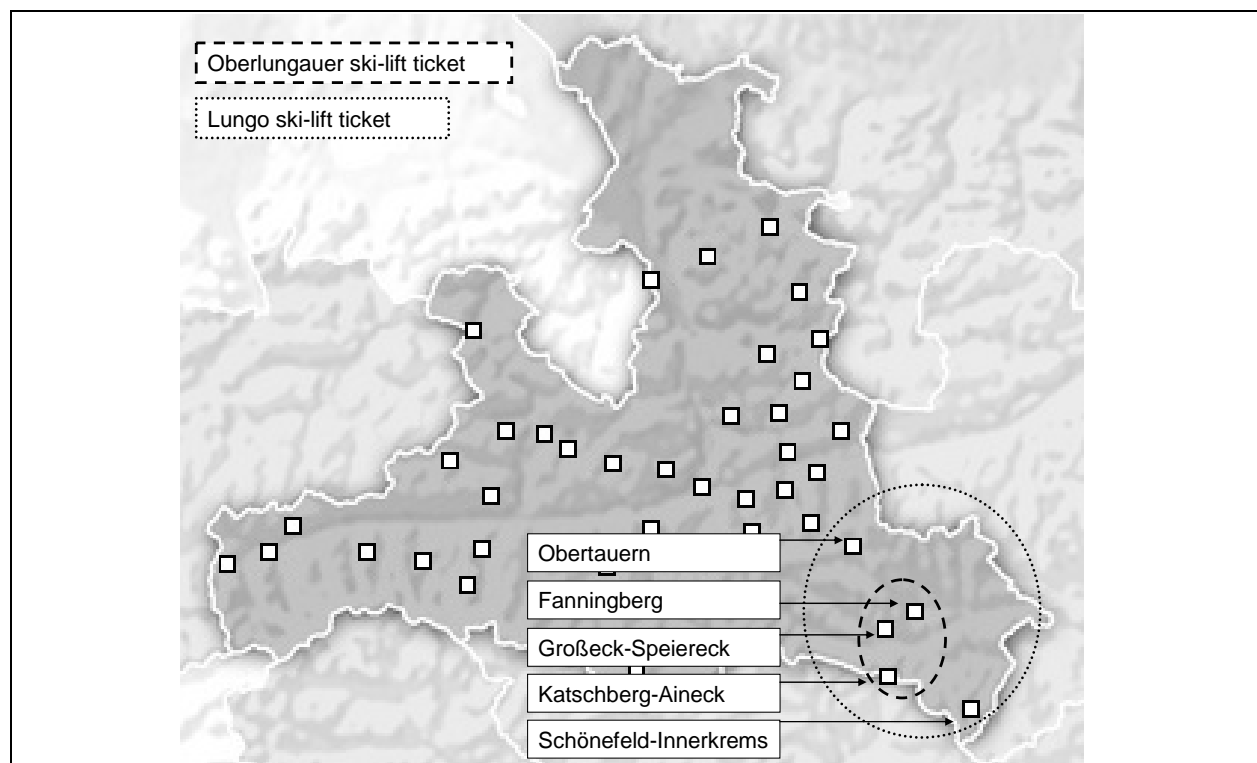 Oberlungauer ski-lift ticket
Lungo ski-lift ticket
Obertauern
Fanningberg
Großeck-Speiereck
Katschberg-Aineck
Schönefeld-Innerkrems